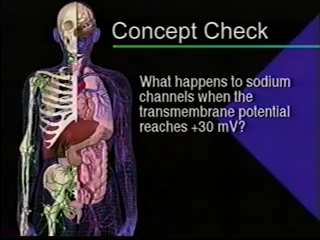 Concept Check
What happens to sodium
channels when the
transmembrane potential
reaches +30 mV?